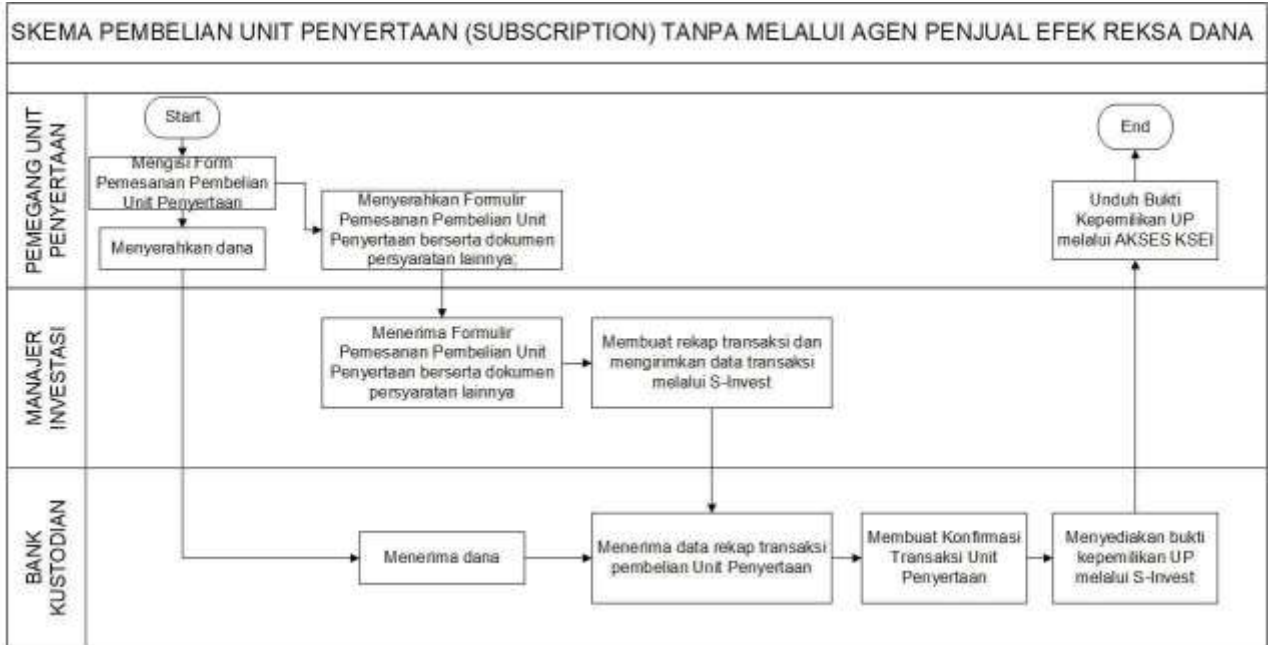 SKEMA PEMBELIAN UNIT PENYERTAAN (SUBSCRIPTION) TANPA MELALUI AGEN PENJUAL EFEK REKSA DANA
PEMEGANG UNIT
PENYERTAAN
Start
Mengisi Form
Pemesanan Pembelian
Unit Penyertaan
Menyerahkan dana
Menyerahkan Formulir
Pemesanan Pembelian Unit
Penyertaan berserta dokumen
persyaratan lainnya;
End
Unduh Bukti
Kepemilikan UP
melalui AKSES KSEI
MANAJER
INVESTASI
Menerima Formulir
Pemesanan Pembelian Unit
Penyertaan berserta dokumen
persyaratan lainnya
Membuat rekap transaksi dan
mengirimkan data transaksi
melalui S-Invest
BANK
KUSTODIAN
Menerima dana
Menerima data rekap transaksi
pembelian Unit Penyertaan
Membuat Konfirmasi
Transaksi Unit
Penyertaan
Menyediakan bukti
kepemilikan UP
melalui S-Invest